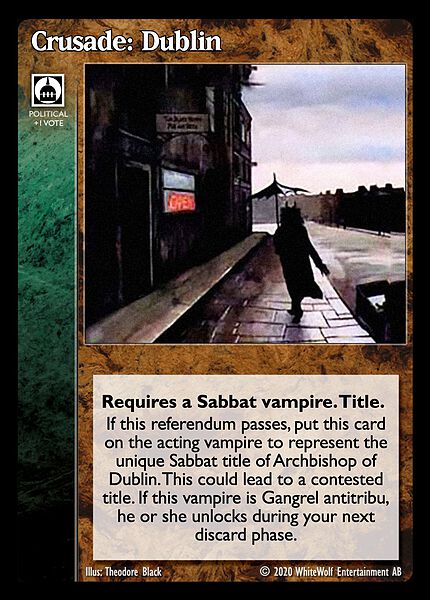 Crusade: Dublin
POLITICAL
+1 VOTE
OPEN
Requires a Sabbat vampire. Title.
If this referendum passes, put this card
on the acting vampire to represent the
unique Sabbat title of Archbishop of
Dublin. This could lead to a contested
title. If this vampire is Gangrel antitribu,
he or she unlocks during your next
discard phase.
Illus: Theodore Black
© 2020 WhiteWolf Entertainment AB